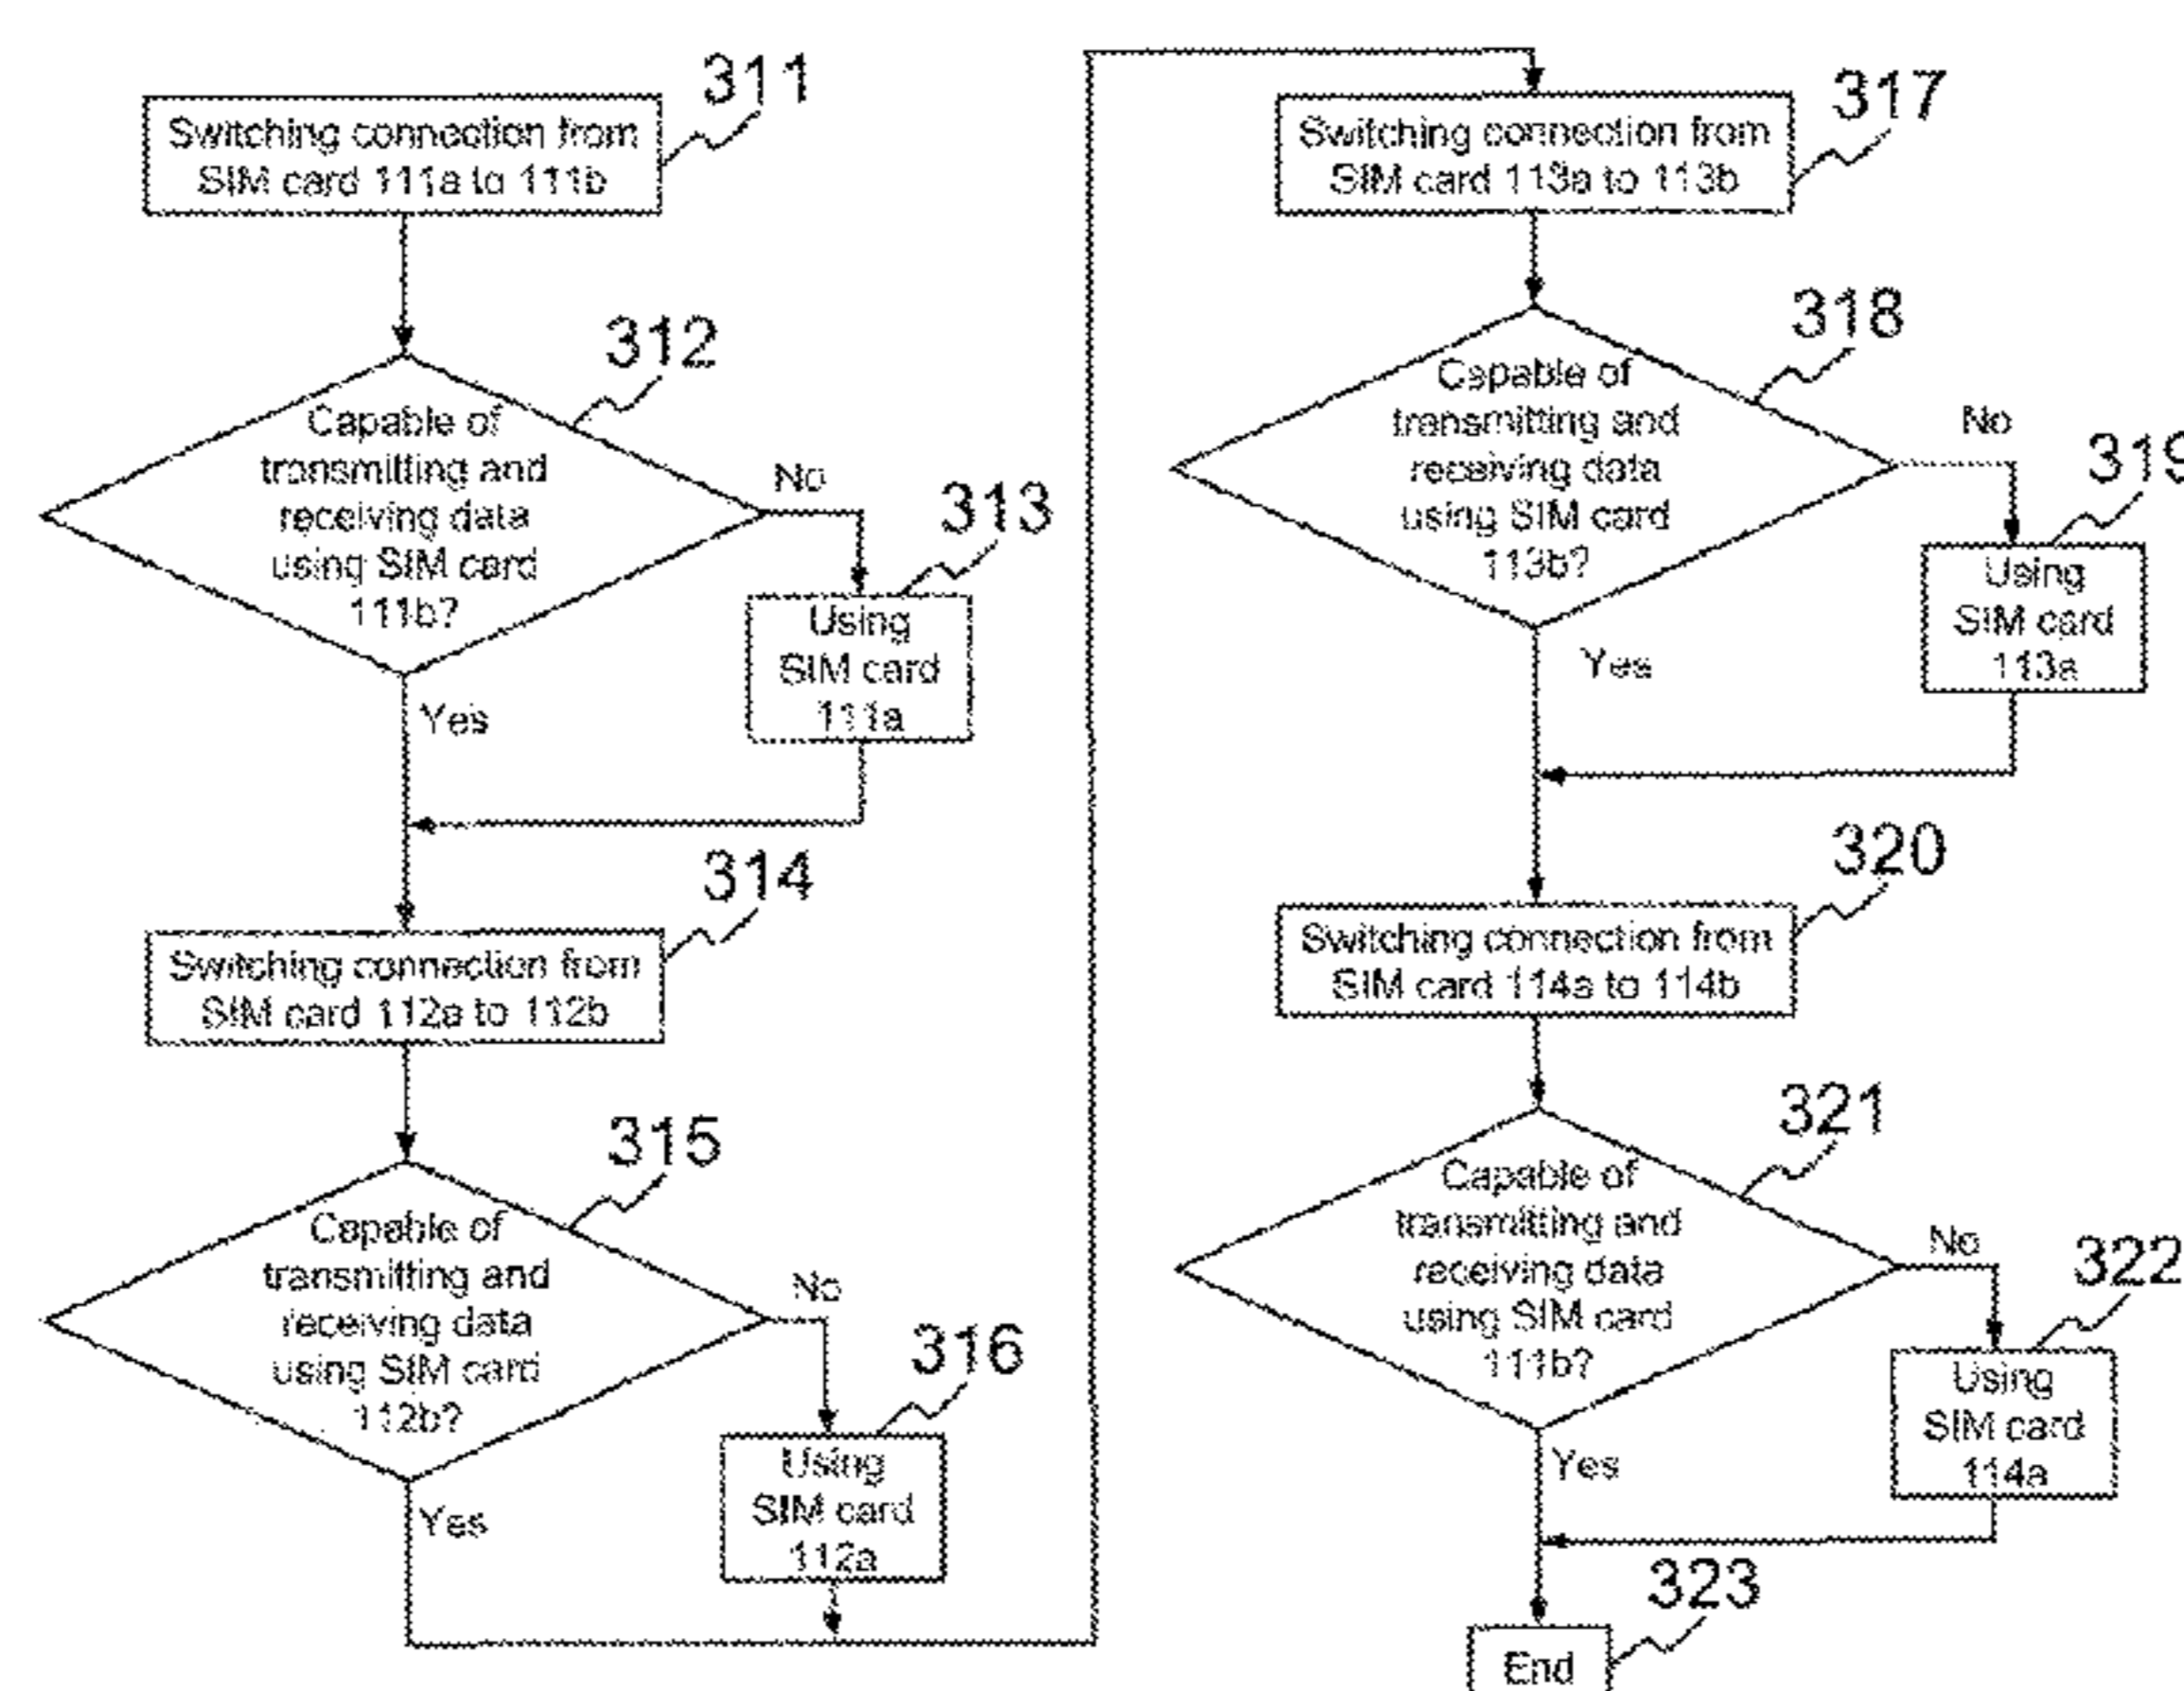 311
Switching connection from
SIM card 111a to 111b
312
Capable of
transmitting and
receiving data
using SIM card
111b?
No
313
Using
SIM card
111a
Yes
314
Switching connection from
SIM card 112a to 112b
315
Capable of
transmitting and
receiving data
using SIM card
112b?
No
316
Using
SIM card
112a
Yes
317
Switching connection from
SIM card 113a to 113b
318
Capable of
transmitting and
receiving data
using SIM card
113b?
No
319
Using
SIM card
113a
Yes
320
Switching connection from
SIM card 114a to 114b
321
Capable of
transmitting and
receiving data
using SIM card
111b?
No
322
Using
SIM card
114a
Yes
323
End